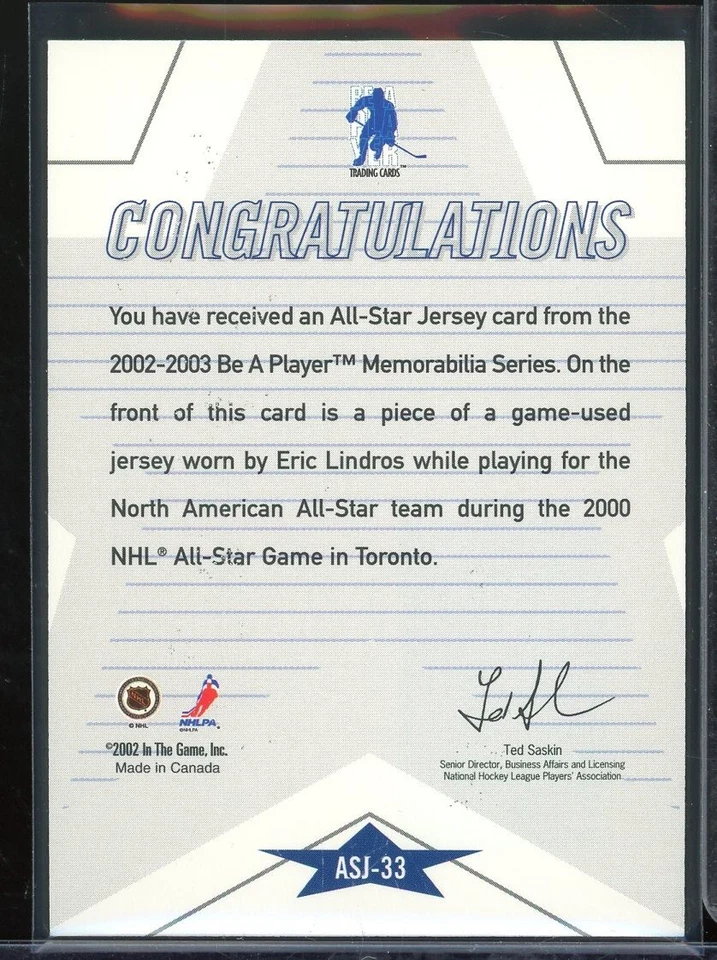 BE A
PLAYER
TRADING CARDS™
CONGRATULATIONS
You have received an All-Star Jersey card from the
2002-2003 Be A Player™ Memorabilia Series. On the
front of this card is a piece of a game-used
jersey worn by Eric Lindros while playing for the
North American All-Star team during the 2000
NHL® All-Star Game in Toronto.
NHL
© NHL
NHLPA
©NHLPA
©2002 In The Game, Inc.
Made in Canada
Ted Saskin
Senior Director, Business Affairs and Licensing
National Hockey League Players' Association
ASJ-33